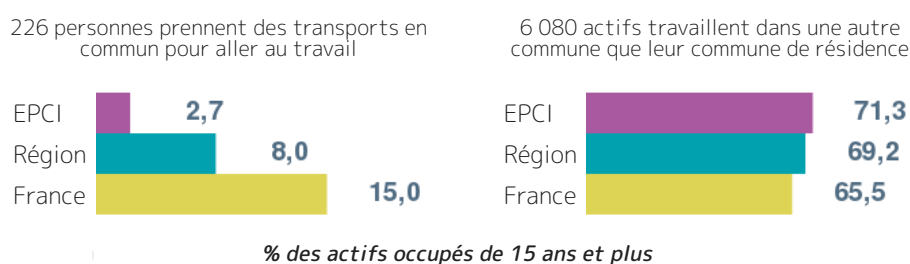 226 personnes prennent des transports en
commun pour aller au travail
EPCI 2,7
Région 8,0
France 15,0
6 080 actifs travaillent dans une autre
commune que leur commune de résidence
EPCI 71,3
Région 69,2
France 65,5
% des actifs occupés de 15 ans et plus